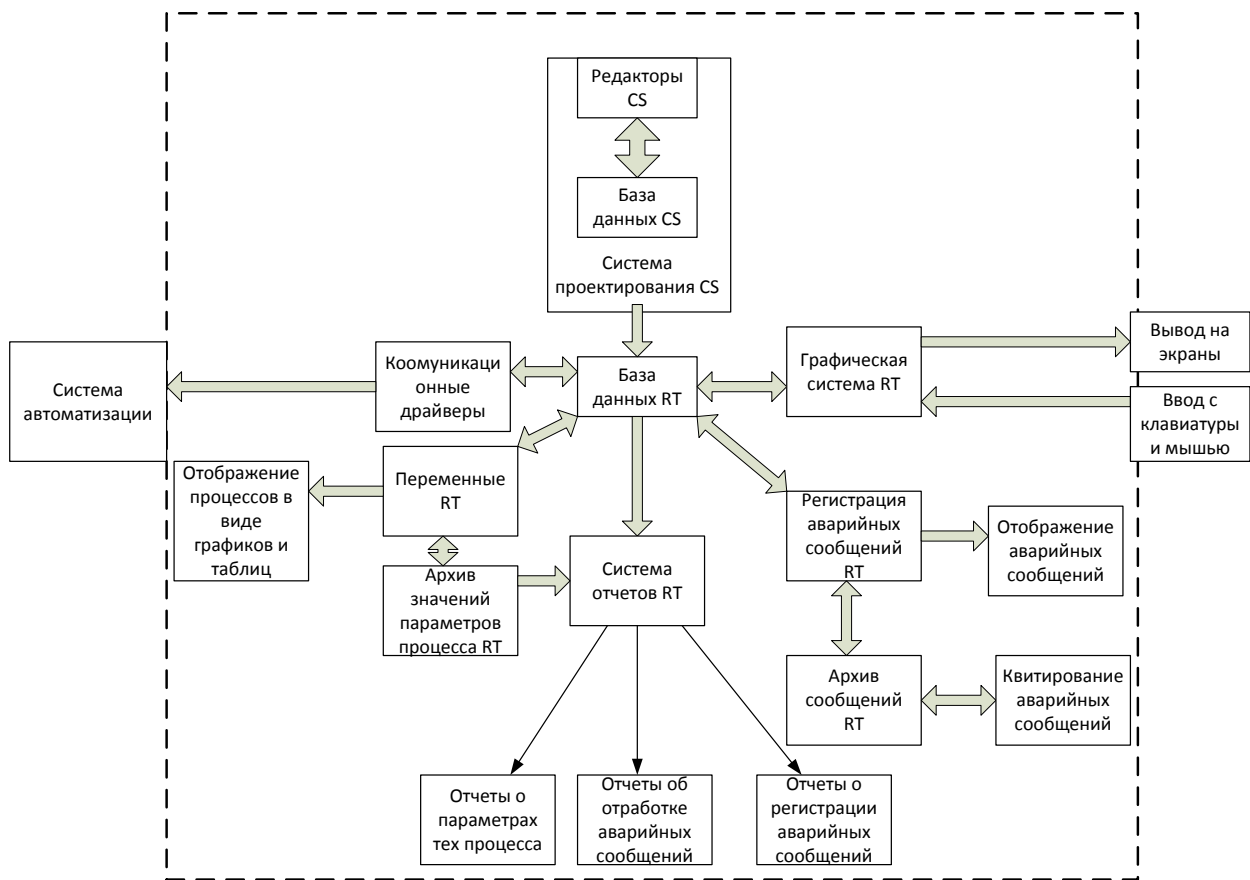 Редакторы
CS
База
данных CS
Система
проектирования CS
Система
автоматизации
Коомуникаци
онные
драйверы
База
данных RT
Графическая
система RT
Вывод на
экраны
Ввод с
клавиатуры
и мышью
Отображение
процессов в
виде
графиков и
таблиц
Переменные
RT
Архив
значений
параметров
процесса RT
Система
отчетов RT
Регистрация
аварийных
сообщений
RT
Отображение
аварийных
сообщений
Архив
сообщений
RT
Квитирование
аварийных
сообщений
Отчеты о
параметрах
тех процесса
Отчеты об
отработке
аварийных
сообщений
Отчеты о
регистрации
аварийных
сообщений